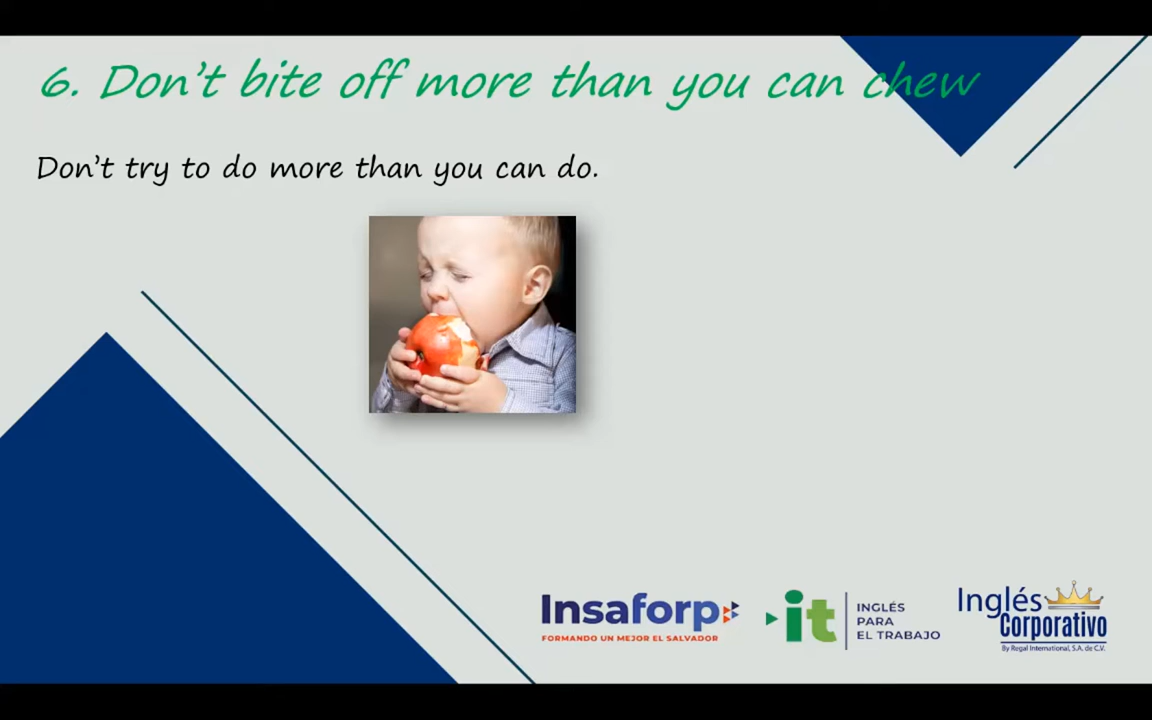 6. Don't bite off more than you can chew
Don't try to do more than you can do.
Insaforp
FORMANDO UN MEJOR EL SALVADOR
it
INGLÉS
PARA
EL TRABAJO
Inglés
Corporativo
By Regal International, S.A. de C.V.